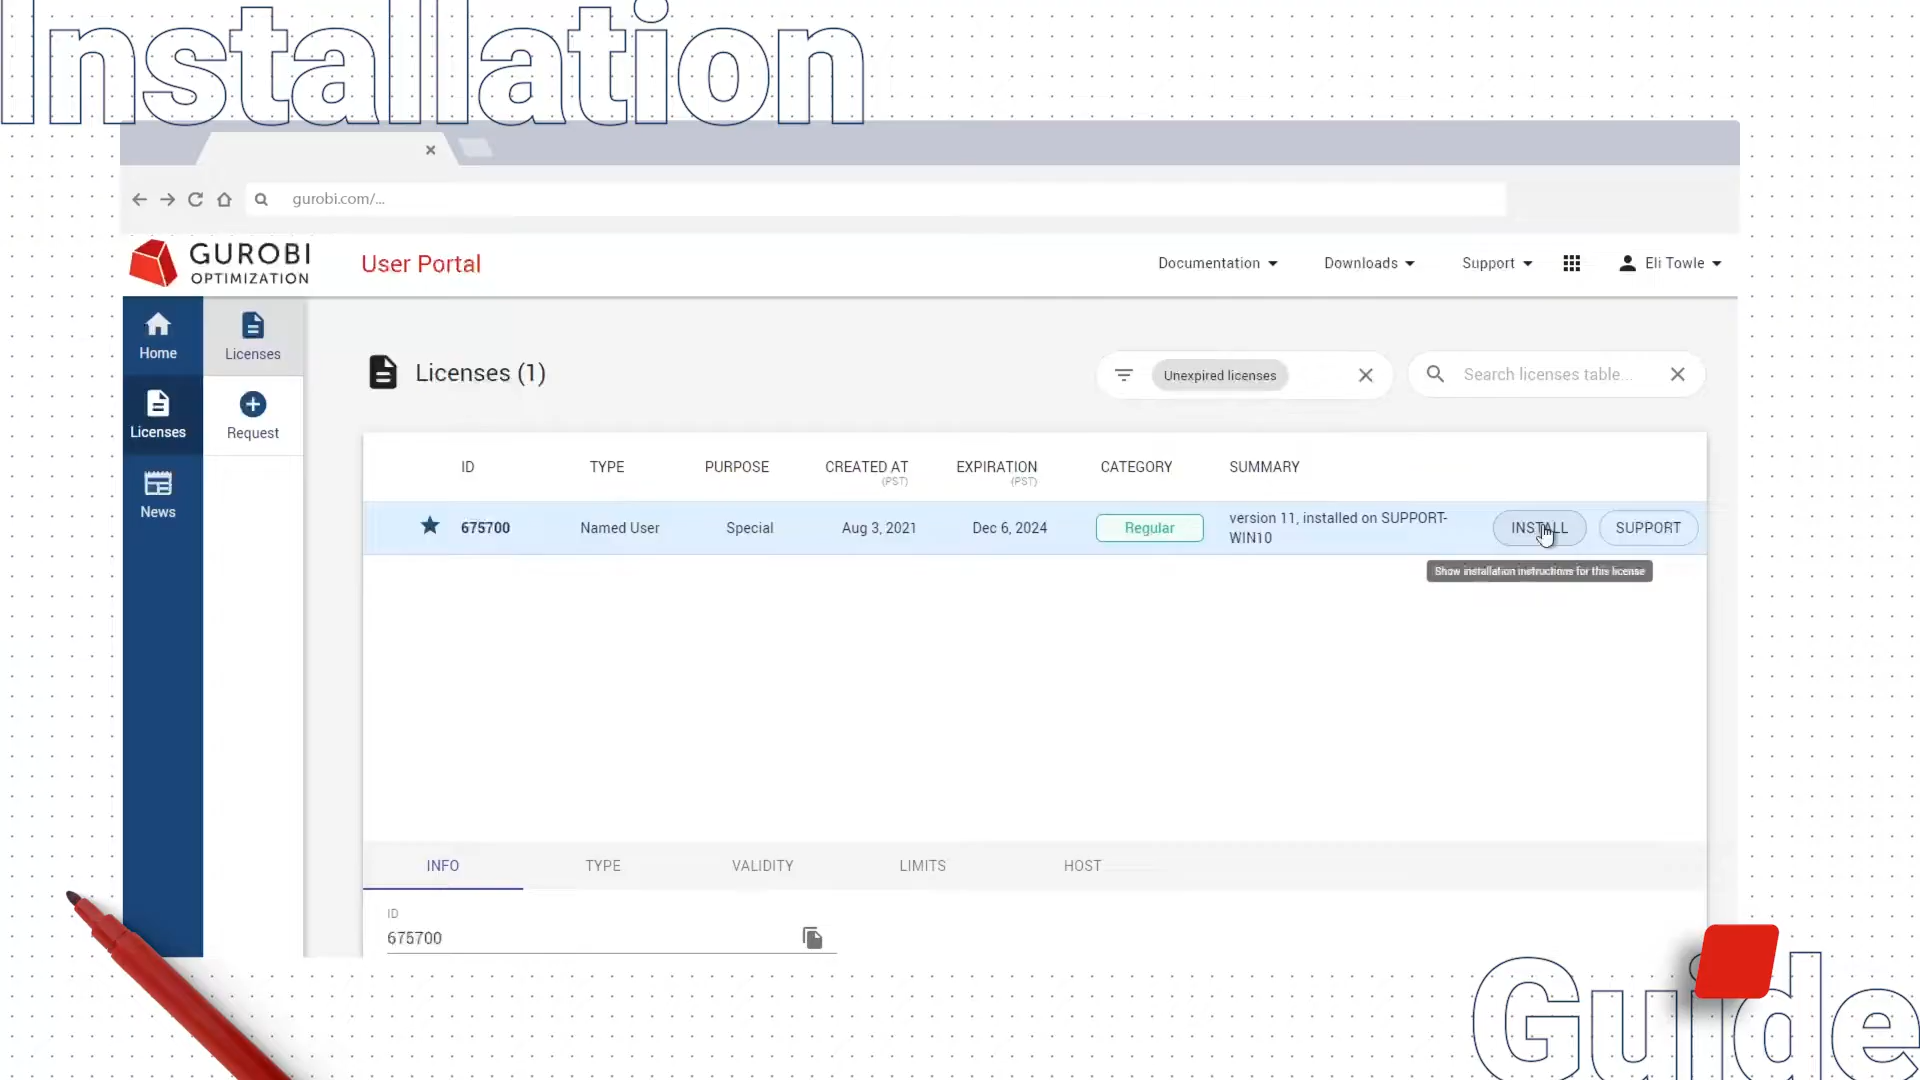 Installation
gurobi.com/...
GUROBI
OPTIMIZATION
User Portal
Documentation
Downloads
Support
Eli Towle
Home
Licenses
News
Licenses
Request
Licenses (1)
Unexpired licenses
Search licenses table...
ID TYPE PURPOSE CREATED AT EXPIRATION CATEGORY SUMMARY
(PST) (PST)
675700 Named User Special Aug 3, 2021 Dec 6, 2024 Regular version 11, installed on SUPPORT-
WIN10
INSTALL SUPPORT
Show installation instructions for this license
INFO TYPE VALIDITY LIMITS HOST
ID
675700
Guide